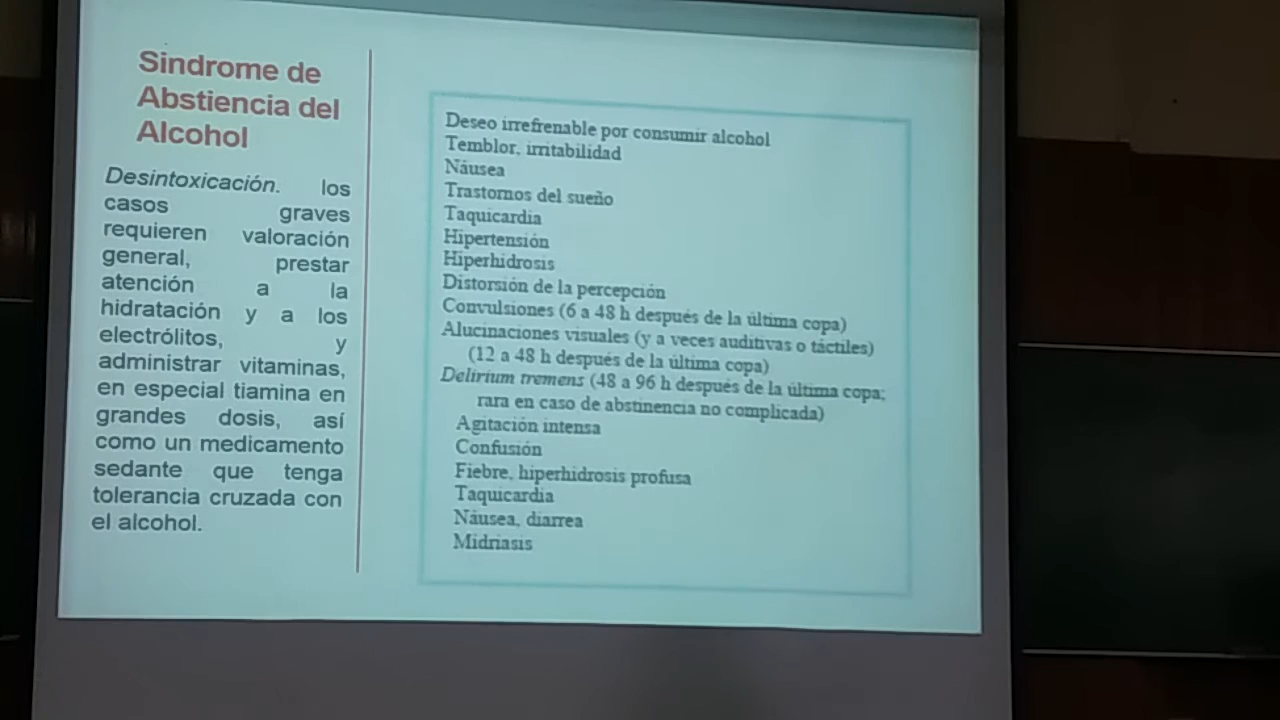 Sindrome de
Abstiencia del
Alcohol
Desintoxicación. los
casos graves
requieren valoración
general, prestar
atención a la
hidratación y a los
electrólitos, y
administrar vitaminas,
en especial tiamina en
grandes dosis, así
como un medicamento
sedante que tenga
tolerancia cruzada con
el alcohol.
Deseo irrefrenable por consumir alcohol
Temblor, irritabilidad
Náusea
Trastornos del sueño
Taquicardia
Hipertensión
Hiperhidrosis
Distorsión de la percepción
Convulsiones (6 a 48 h después de la última copa)
Alucinaciones visuales (y a veces auditivas o táctiles)
(12 a 48 h después de la última copa)
Delirium tremens (48 a 96 h después de la última copa;
rara en caso de abstinencia no complicada)
Agitación intensa
Confusión
Fiebre, hiperhidrosis profusa
Taquicardia
Náusea, diarrea
Midriasis